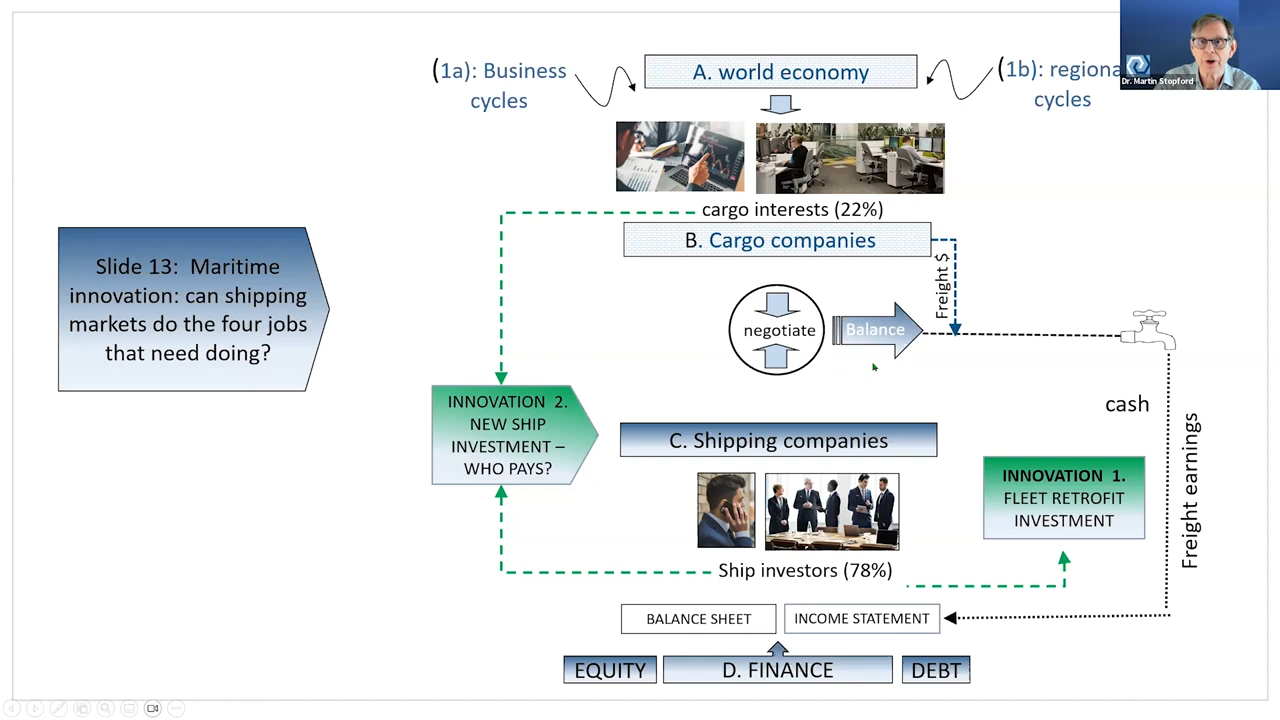 (1a): Business
cycles
A. world economy
(1b): regiona
cycles
Dr. Martin Stopford
cargo interests (22%)
B. Cargo companies
Slide 13: Maritime
innovation: can shipping
markets do the four jobs
that need doing?
Freight $
negotiate
Balance
cash
Freight earnings
INNOVATION 2.
NEW SHIP
INVESTMENT –
WHO PAYS?
C. Shipping companies
INNOVATION 1.
FLEET RETROFIT
INVESTMENT
Ship investors (78%)
BALANCE SHEET
INCOME STATEMENT
EQUITY
D. FINANCE
DEBT